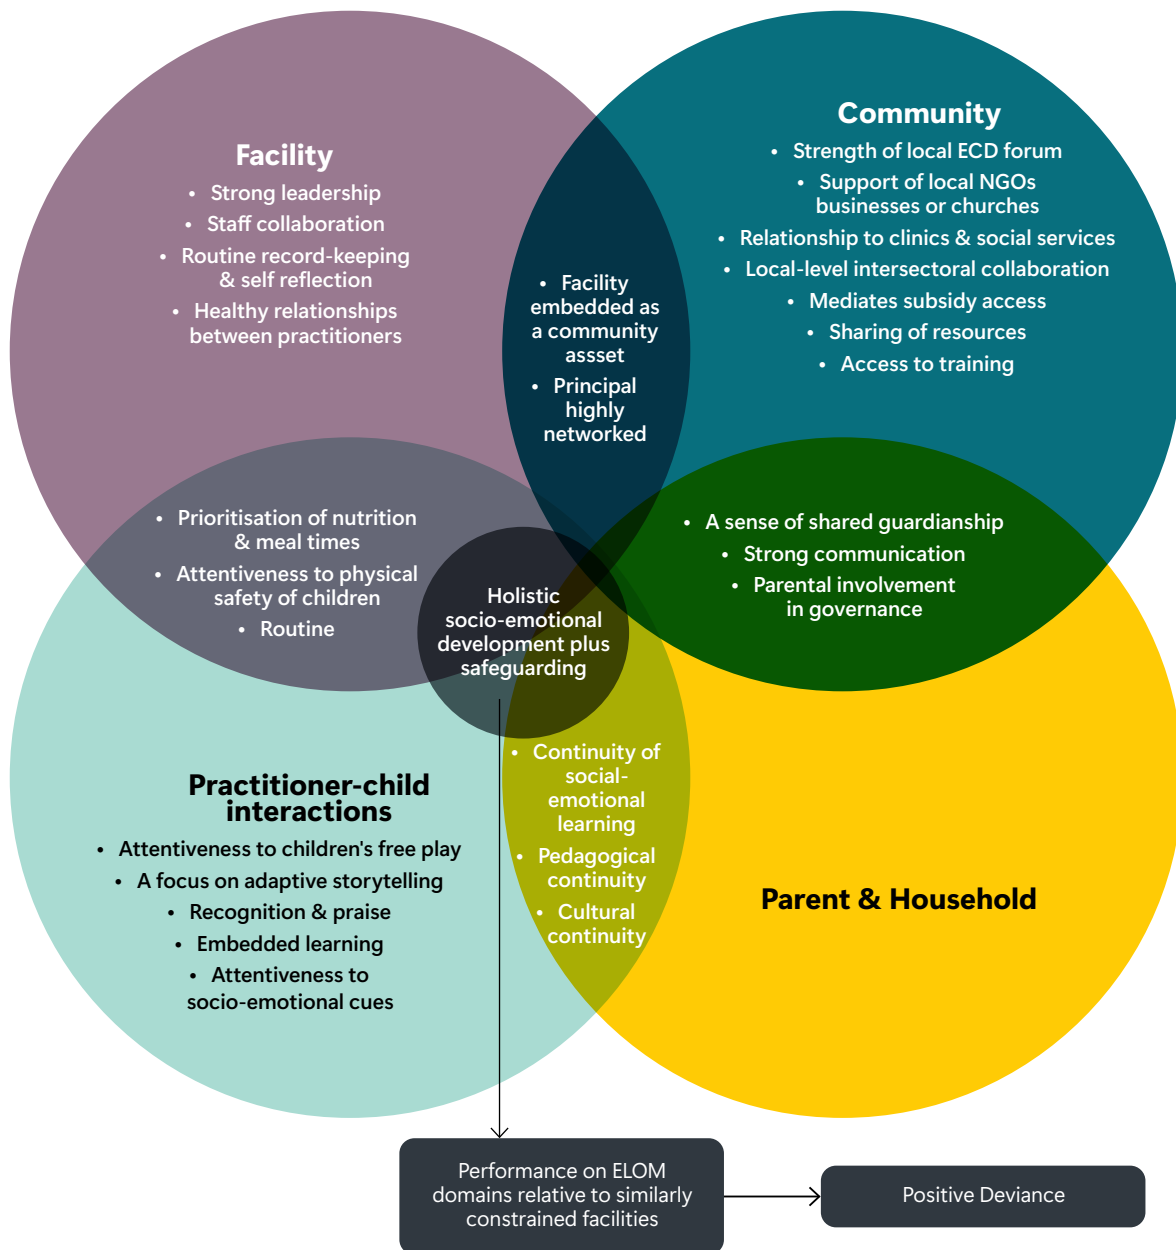 Facility
• Strong leadership
• Staff collaboration
• Routine record-keeping
& self reflection
• Healthy relationships
between practitioners
Community
• Strength of local ECD forum
• Support of local NGOs
businesses or churches
• Relationship to clinics & social services
• Local-level intersectoral collaboration
• Mediates subsidy access
• Sharing of resources
• Access to training
• Facility
embedded as
a community
assset
• Principal
highly
networked
• Prioritisation of nutrition
& meal times
• Attentiveness to physical
safety of children
• Routine
Holistic
socio-emotional
development plus
safeguarding
• A sense of shared guardianship
• Strong communication
• Parental involvement
in governance
Practitioner-child
interactions
• Attentiveness to children's free play
• A focus on adaptive storytelling
• Recognition & praise
• Embedded learning
• Attentiveness to
socio-emotional cues
• Continuity of
social-
emotional
learning
• Pedagogical
continuity
• Cultural
continuity
Parent & Household
Performance on ELOM
domains relative to similarly
constrained facilities
Positive Deviance